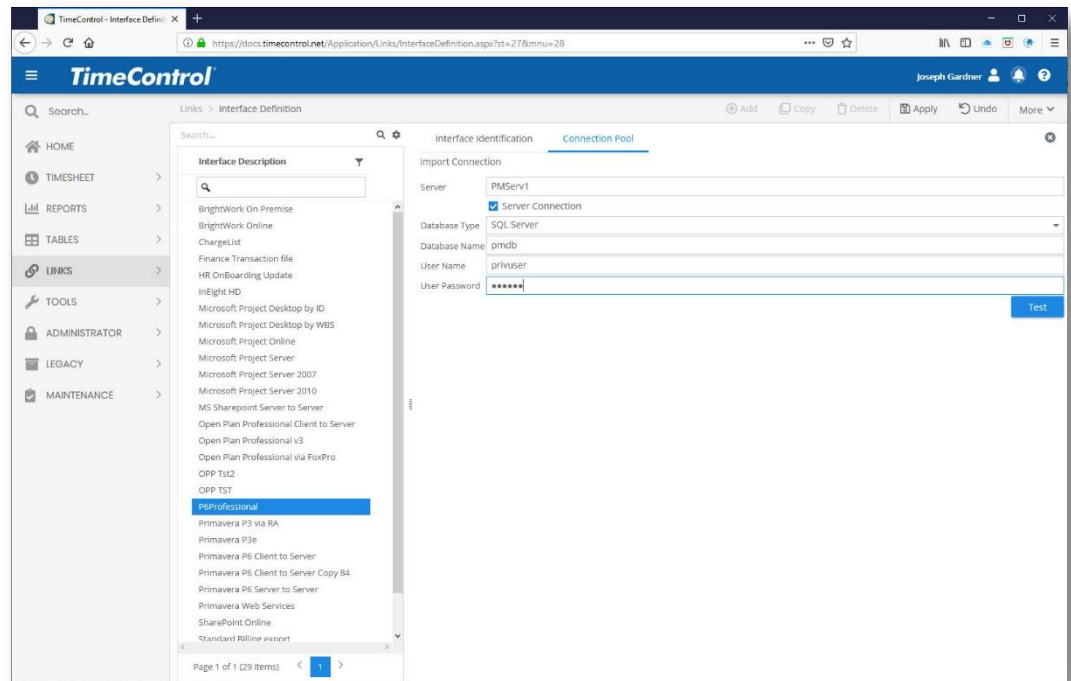 TimeControl - Interface Definit
https://docs.timecontrol.net/Application/Links/InterfaceDefinition.aspx?st=27&mnu=28
TimeControl
Joseph Gardner
Search...
Links > Interface Definition
Add
Copy
Delete
Apply
Undo
More
HOME
TIMESHEET
REPORTS
TABLES
LINKS
TOOLS
ADMINISTRATOR
LEGACY
MAINTENANCE
Search...
Interface Description
BrightWork On Premise
BrightWork Online
ChargeList
Finance Transaction file
HR OnBoarding Update
InEight HD
Microsoft Project Desktop by ID
Microsoft Project Desktop by WBS
Microsoft Project Online
Microsoft Project Server
Microsoft Project Server 2007
Microsoft Project Server 2010
MS Sharepoint Server to Server
Open Plan Professional Client to Server
Open Plan Professional v3
Open Plan Professional via FoxPro
OPP Tst2
OPP TST
P6Professional
Primavera P3 via RA
Primavera P3e
Primavera P6 Client to Server
Primavera P6 Client to Server Copy 84
Primavera P6 Server to Server
Primavera Web Services
SharePoint Online
Standard Billing export
Page 1 of 1 (29 items) < 1 >
Interface Identification
Connection Pool
Import Connection
Server PMServ1
Server Connection
Database Type SQL Server
Database Name pmdb
User Name privuser
User Password ••••••
Test